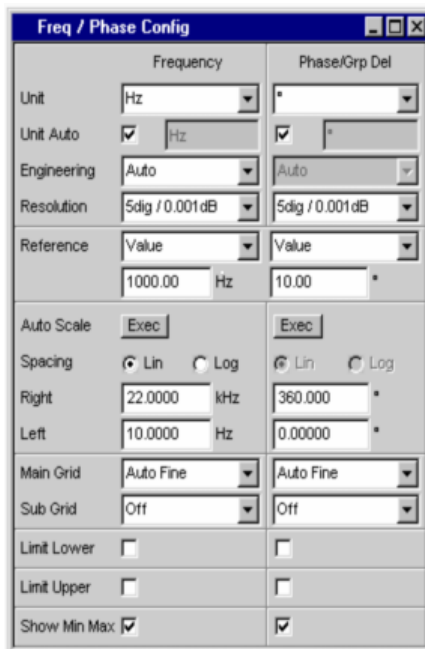 Freq / Phase Config
Frequency Phase/Grp Del
Unit Hz °
Unit Auto Hz °
Engineering Auto Auto
Resolution 5dig / 0.001dB 5dig / 0.001dB
Reference Value Value
1000.00 Hz 10.00 °
Auto Scale Exec Exec
Spacing Lin Log Lin Log
Right 22.0000 kHz 360.000 °
Left 10.0000 Hz 0.00000 °
Main Grid Auto Fine Auto Fine
Sub Grid Off Off
Limit Lower
Limit Upper
Show Min Max